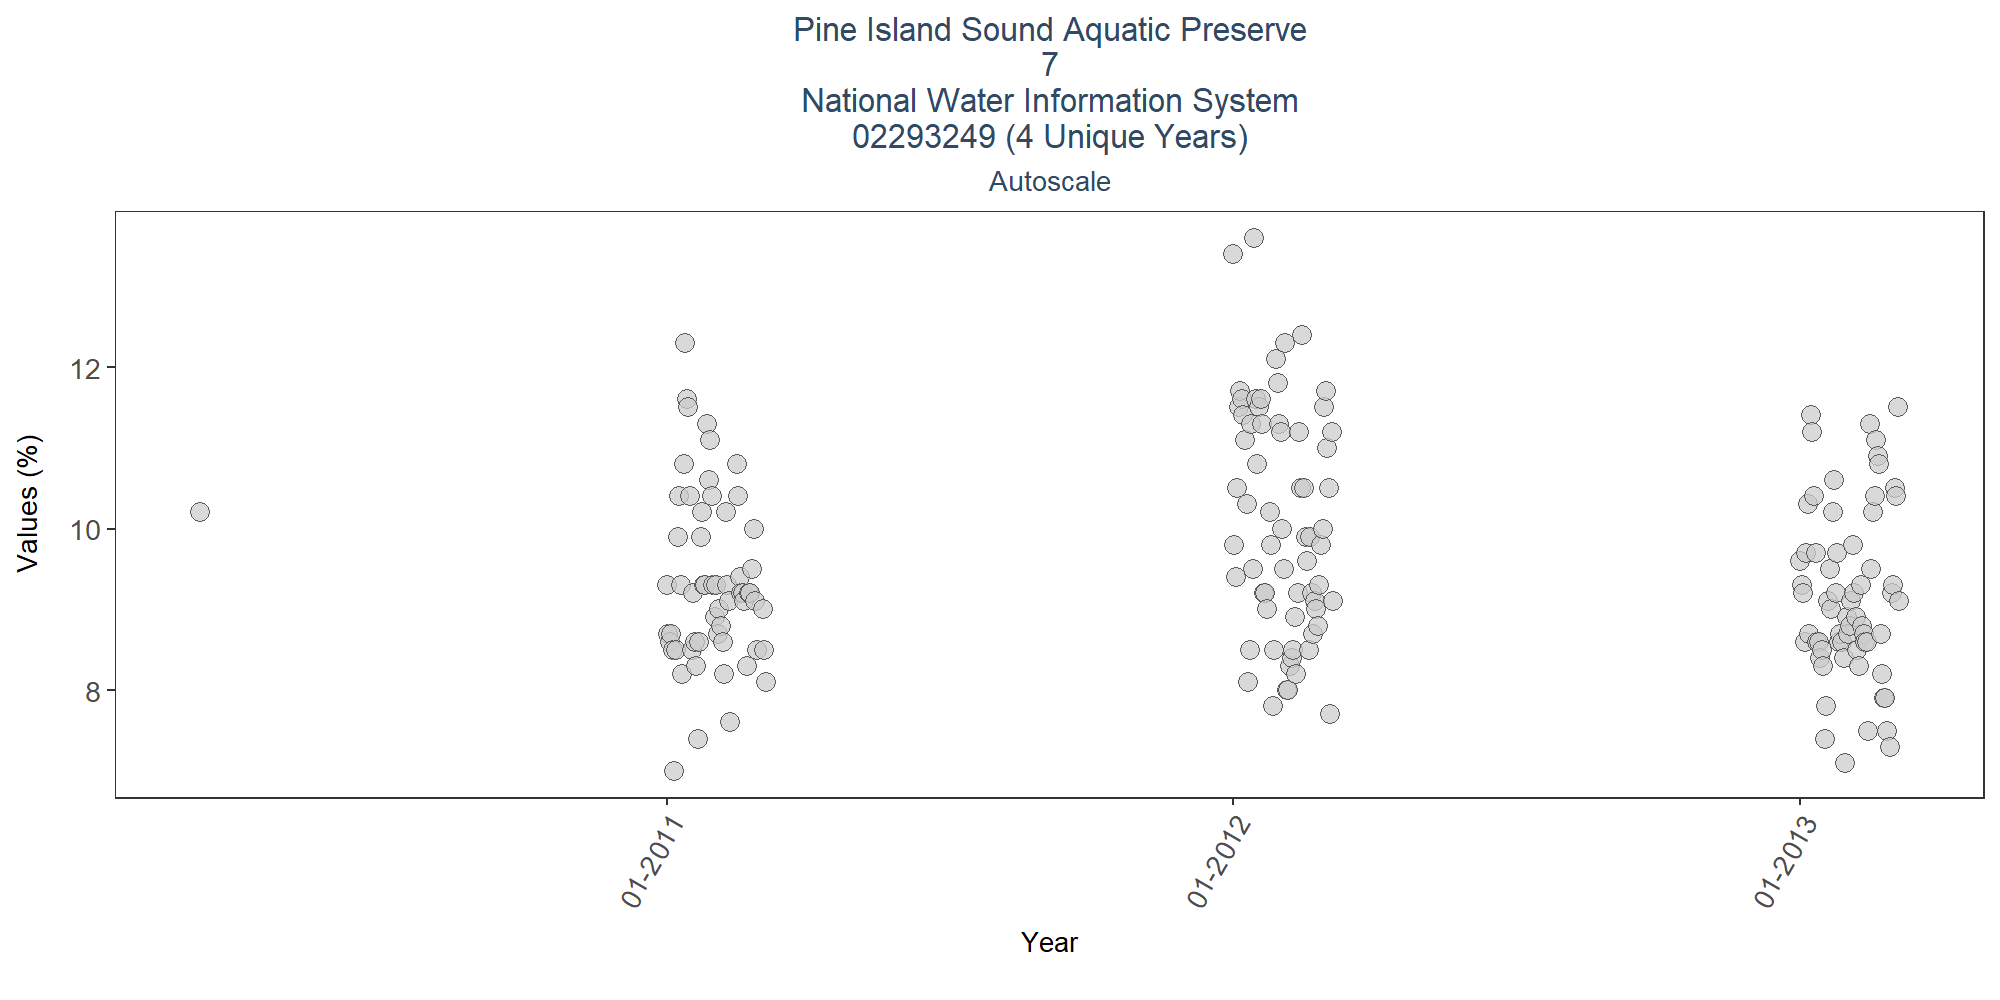 Pine Island Sound Aquatic Preserve
7
National Water Information System
02293249 (4 Unique Years)
Autoscale
Values (%)
12
10
8
01-2011
01-2012
01-2013
Year